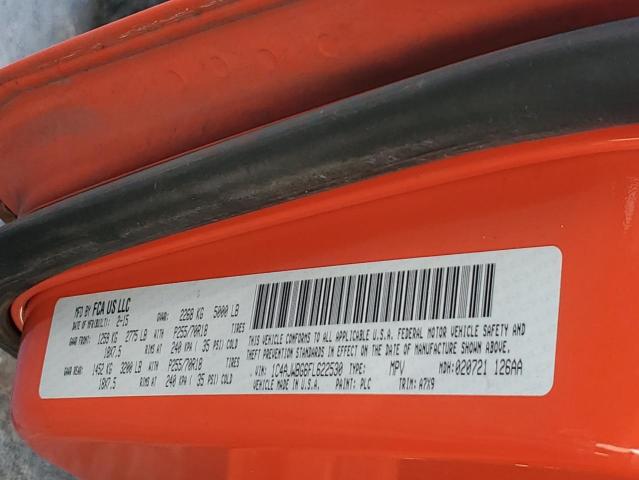 MFD BY FCA US LLC
DATE OF MFR(BUILT): 2-15 GVWR: 2268 KG 5000 LB
GAWR FRONT: 1259 KG 2775 LB WITH P255/70R18 TIRES
18X7.5 RIMS AT 240 KPA ( 35 PSI) COLD
GAWR REAR: 1452 KG 3200 LB WITH P255/70R18 TIRES
18X7.5 RIMS AT 240 KPA ( 35 PSI) COLD
THIS VEHICLE CONFORMS TO ALL APPLICABLE U.S.A. FEDERAL MOTOR VEHICLE SAFETY AND
THEFT PREVENTION STANDARDS IN EFFECT ON THE DATE OF MANUFACTURE SHOWN ABOVE.
VIN: 1C4AJWBG6FL622530 TYPE: MPV MDH:020721 126AA
VEHICLE MADE IN U.S.A. PAINT: PLC TRIM: A7X9